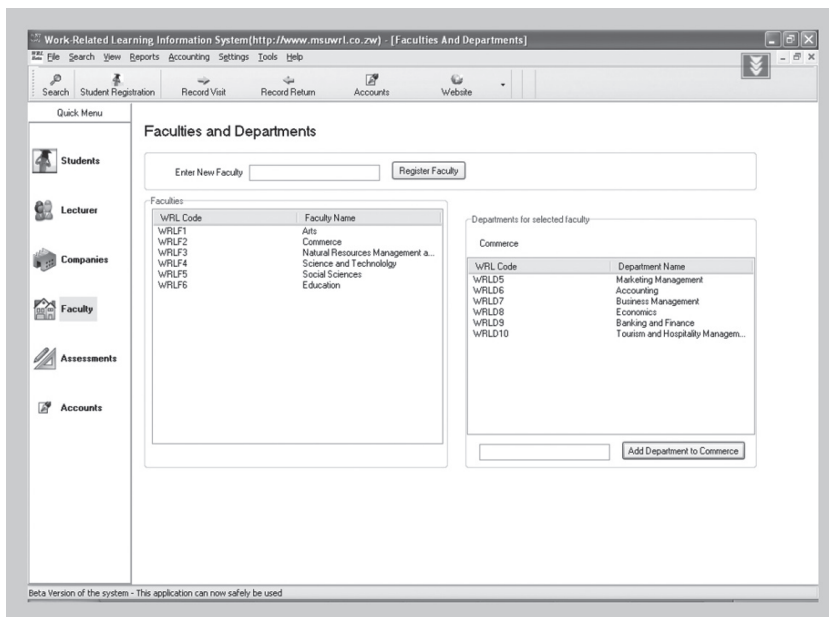 Work-Related Learning Information System(http://www.msuwrl.co.zw) - [Faculties And Departments]
File Search View Reports Accounting Settings Tools Help
Search Student Registration Record Visit Record Return Accounts Website
Quick Menu
Students
Lecturer
Companies
Faculty
Assessments
Accounts
Faculties and Departments
Enter New Faculty Register Faculty
Faculties
WRL Code Faculty Name
WRLF1 Arts
WRLF2 Commerce
WRLF3 Natural Resources Management a...
WRLF4 Science and Technololgy
WRLF5 Social Sciences
WRLF6 Education
Departments for selected faculty
Commerce
WRL Code Department Name
WRLD5 Marketing Management
WRLD6 Accounting
WRLD7 Business Management
WRLD8 Economics
WRLD9 Banking and Finance
WRLD10 Tourism and Hospitality Managem...
Add Department to Commerce
Beta Version of the system - This application can now safely be used